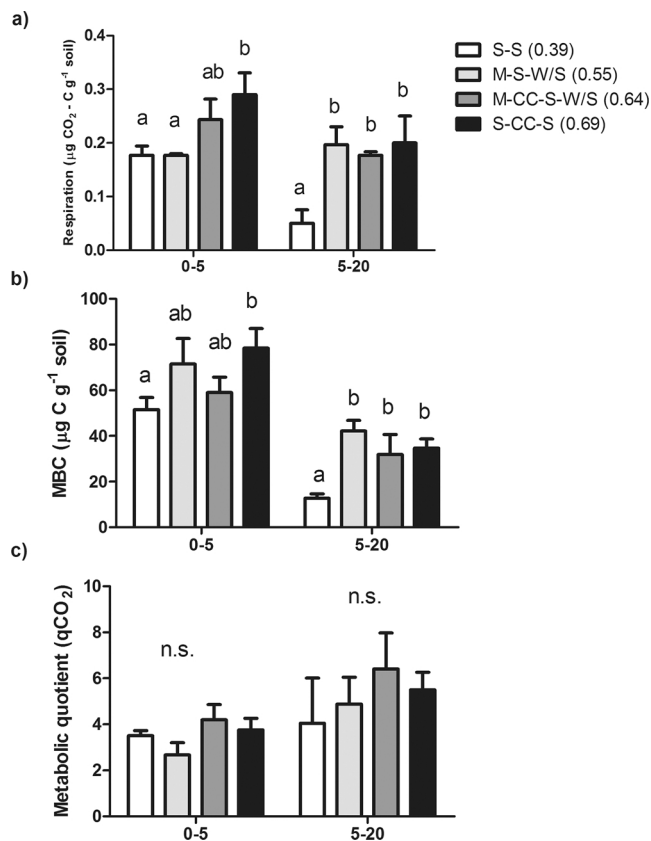 a)
0.4
0.3
0.2
0.1
0.0
Respiration (µg CO₂ - C g⁻¹ soil)
a a ab b
a b b b
0-5 5-20
S-S (0.39)
M-S-W/S (0.55)
M-CC-S-W/S (0.64)
S-CC-S (0.69)
b)
100
80
60
40
20
0
MBC (µg C g⁻¹ soil)
a ab ab b
a b b b
0-5 5-20
c)
10
8
6
4
2
0
Metabolic quotient (qCO₂)
n.s.
n.s.
0-5 5-20